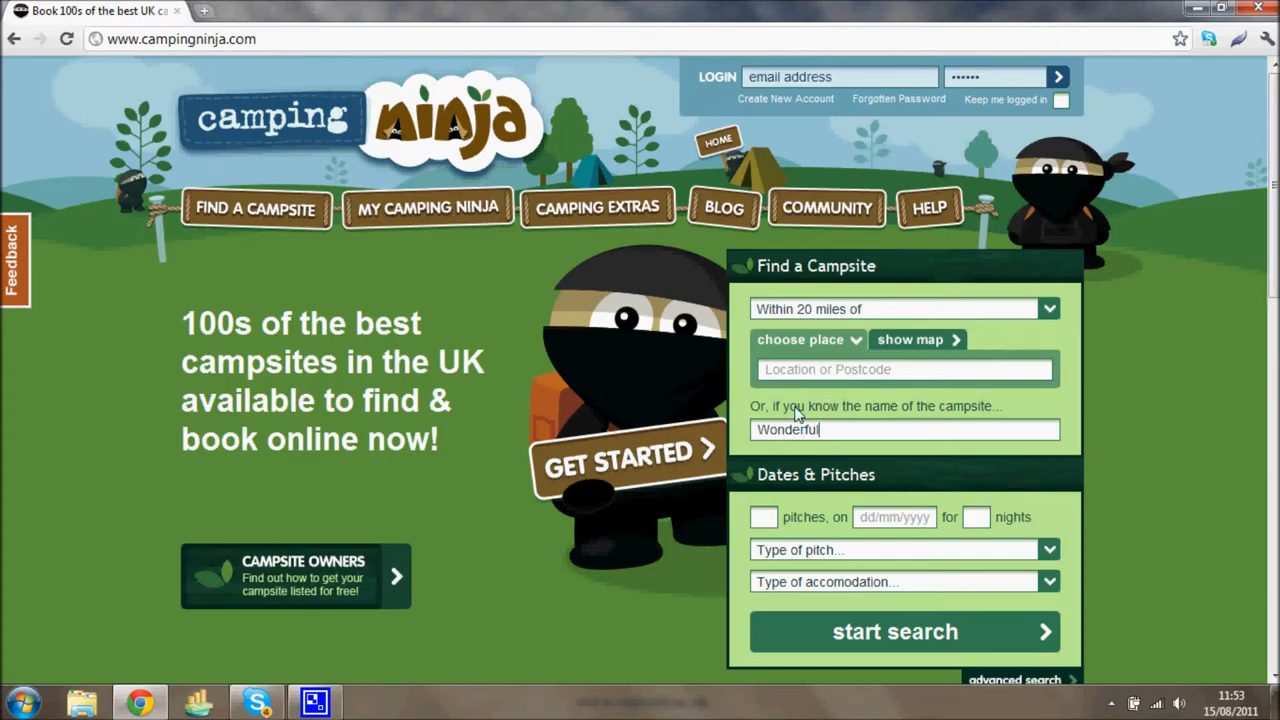 Book 100s of the best UK ca
www.campingninja.com
LOGIN email address ••••••
Create New Account Forgotten Password Keep me logged in
camping ninja
HOME
FIND A CAMPSITE MY CAMPING NINJA CAMPING EXTRAS BLOG COMMUNITY HELP
Feedback
100s of the best
campsites in the UK
available to find &
book online now!
GET STARTED
CAMPSITE OWNERS
Find out how to get your
campsite listed for free!
Find a Campsite
Within 20 miles of
choose place show map
Location or Postcode
Or, if you know the name of the campsite...
Wonderful
Dates & Pitches
pitches, on dd/mm/yyyy for nights
Type of pitch...
Type of accomodation...
start search
advanced search
11:53
15/08/2011